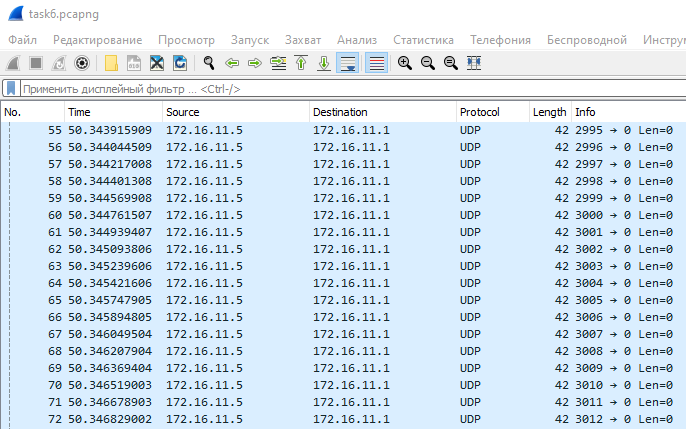 task6.pcapng
Файл Редактирование Просмотр Запуск Захват Анализ Статистика Телефония Беспроводной Инстру
Применить дисплейный фильтр ... <Ctrl-/>
No. Time Source Destination Protocol Length Info
55 50.343915909 172.16.11.5 172.16.11.1 UDP 42 2995 → 0 Len=0
56 50.344044509 172.16.11.5 172.16.11.1 UDP 42 2996 → 0 Len=0
57 50.344217008 172.16.11.5 172.16.11.1 UDP 42 2997 → 0 Len=0
58 50.344401308 172.16.11.5 172.16.11.1 UDP 42 2998 → 0 Len=0
59 50.344569908 172.16.11.5 172.16.11.1 UDP 42 2999 → 0 Len=0
60 50.344761507 172.16.11.5 172.16.11.1 UDP 42 3000 → 0 Len=0
61 50.344939407 172.16.11.5 172.16.11.1 UDP 42 3001 → 0 Len=0
62 50.345093806 172.16.11.5 172.16.11.1 UDP 42 3002 → 0 Len=0
63 50.345239606 172.16.11.5 172.16.11.1 UDP 42 3003 → 0 Len=0
64 50.345421606 172.16.11.5 172.16.11.1 UDP 42 3004 → 0 Len=0
65 50.345747905 172.16.11.5 172.16.11.1 UDP 42 3005 → 0 Len=0
66 50.345894805 172.16.11.5 172.16.11.1 UDP 42 3006 → 0 Len=0
67 50.346049504 172.16.11.5 172.16.11.1 UDP 42 3007 → 0 Len=0
68 50.346207904 172.16.11.5 172.16.11.1 UDP 42 3008 → 0 Len=0
69 50.346369404 172.16.11.5 172.16.11.1 UDP 42 3009 → 0 Len=0
70 50.346519003 172.16.11.5 172.16.11.1 UDP 42 3010 → 0 Len=0
71 50.346678903 172.16.11.5 172.16.11.1 UDP 42 3011 → 0 Len=0
72 50.346829002 172.16.11.5 172.16.11.1 UDP 42 3012 → 0 Len=0